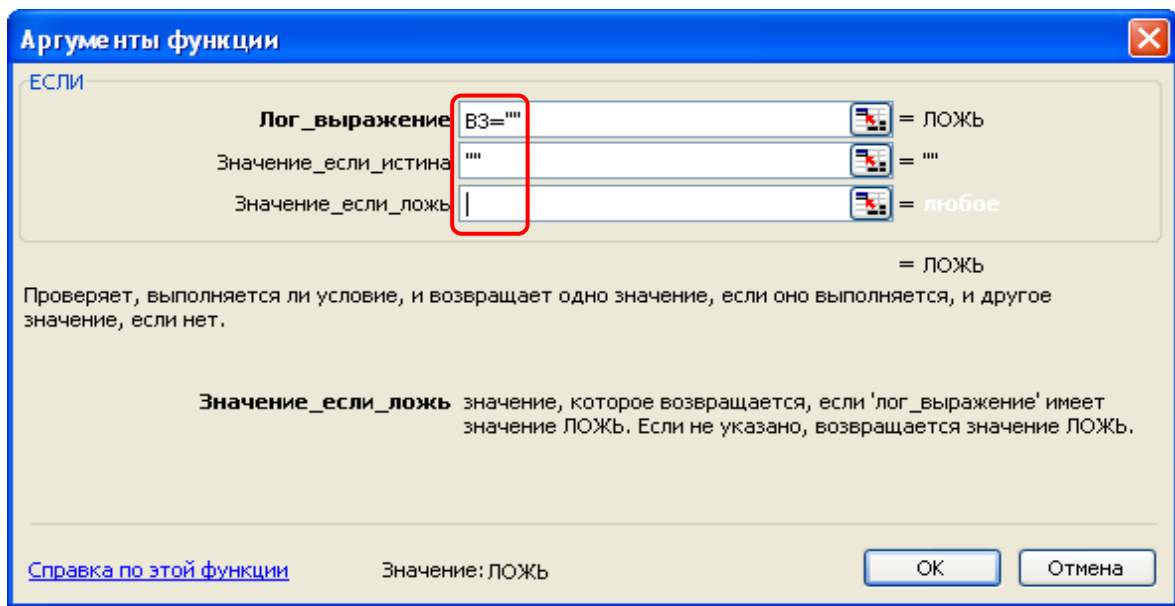 Аргументы функции
ЕСЛИ
Лог_выражение B3="" = ЛОЖЬ
Значение_если_истина "" = ""
Значение_если_ложь = любое
= ЛОЖЬ
Проверяет, выполняется ли условие, и возвращает одно значение, если оно выполняется, и другое
значение, если нет.
Значение_если_ложь значение, которое возвращается, если 'лог_выражение' имеет
значение ЛОЖЬ. Если не указано, возвращается значение ЛОЖЬ.
Справка по этой функции Значение: ЛОЖЬ OK Отмена